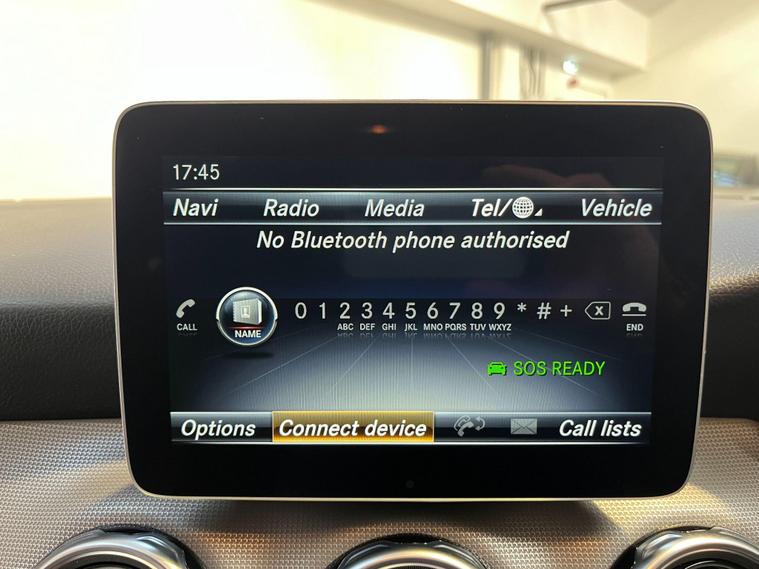 17:45
Navi Radio Media Tel/ Vehicle
No Bluetooth phone authorised
0 1 2 3 4 5 6 7 8 9 * # +
CALL NAME ABC DEF GHI JKL MNO PQRS TUV WXYZ END
SOS READY
Options Connect device Call lists